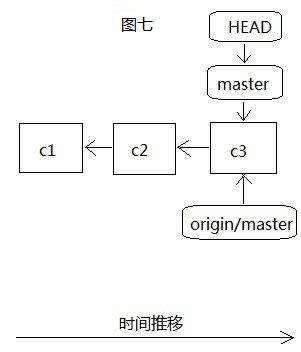 图七
HEAD
master
c1
c2
c3
origin/master
时间推移